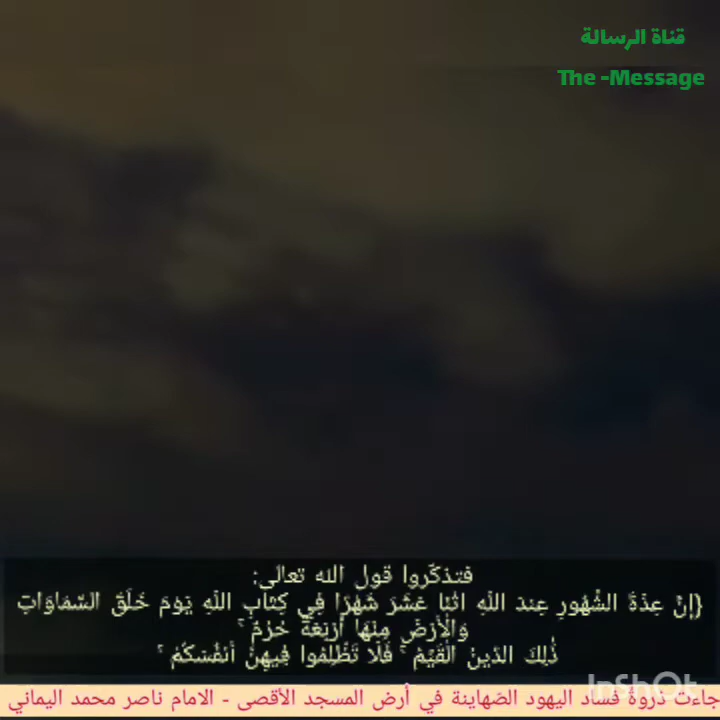 قناة الرسالة
The -Message
فتذكّروا قول الله تعالى:
{إِنَّ عِدَّةَ الشُّهُورِ عِندَ اللَّهِ اثْنَا عَشَرَ شَهْرًا فِي كِتَابِ اللَّهِ يَوْمَ خَلَقَ السَّمَاوَاتِ
وَالْأَرْضَ مِنْهَا أَرْبَعَةٌ حُرُمٌ ۚ
ذَٰلِكَ الدِّينُ الْقَيِّمُ ۚ فَلَا تَظْلِمُوا فِيهِنَّ أَنفُسَكُمْ ۚ
InShOt
جاءت ذروة فساد اليهود الصّهاينة في أرض المسجد الأقصى - الامام ناصر محمد اليماني